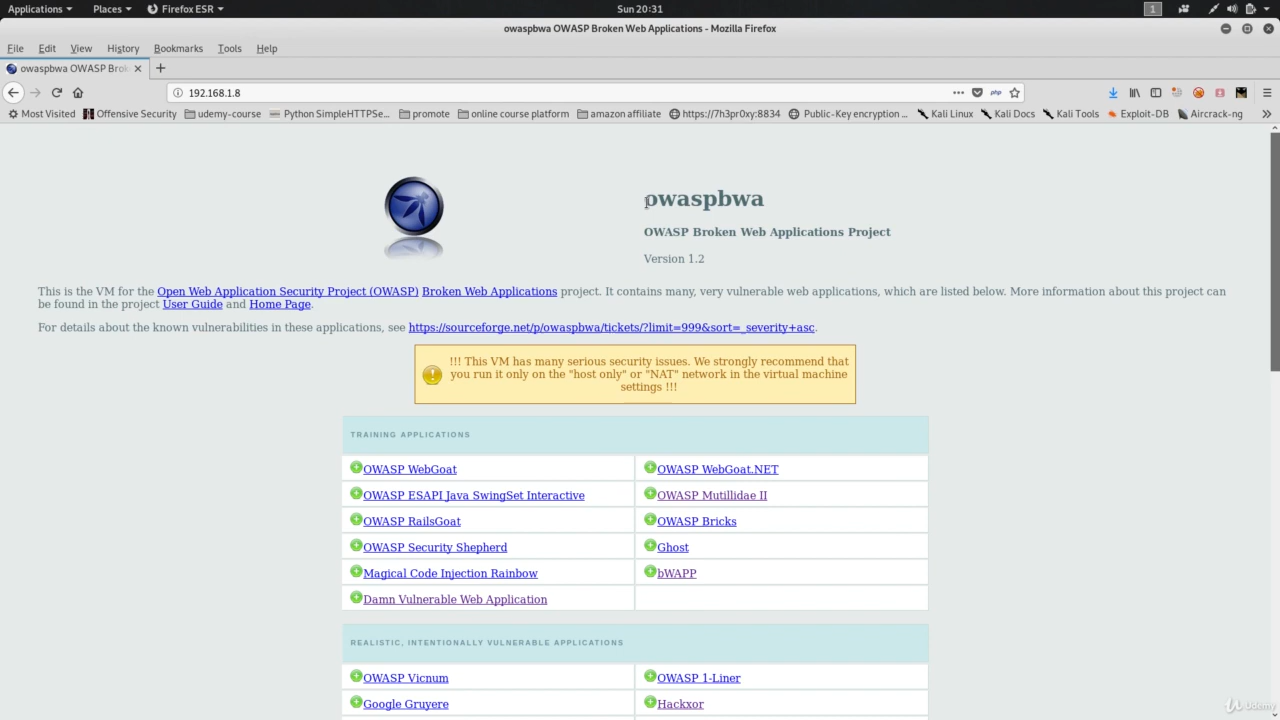 Applications Places Firefox ESR Sun 20:31 1
owaspbwa OWASP Broken Web Applications - Mozilla Firefox
File Edit View History Bookmarks Tools Help
owaspbwa OWASP Brok
192.168.1.8 php
Most Visited Offensive Security udemy-course Python SimpleHTTPSe... promote online course platform amazon affiliate https://7h3pr0xy:8834 Public-Key encryption ... Kali Linux Kali Docs Kali Tools Exploit-DB Aircrack-ng
owaspbwa
OWASP Broken Web Applications Project
Version 1.2
This is the VM for the Open Web Application Security Project (OWASP) Broken Web Applications project. It contains many, very vulnerable web applications, which are listed below. More information about this project can
be found in the project User Guide and Home Page.
For details about the known vulnerabilities in these applications, see https://sourceforge.net/p/owaspbwa/tickets/?limit=999&sort=_severity+asc.
!!! This VM has many serious security issues. We strongly recommend that
you run it only on the "host only" or "NAT" network in the virtual machine
settings !!!
TRAINING APPLICATIONS
OWASP WebGoat OWASP WebGoat.NET
OWASP ESAPI Java SwingSet Interactive OWASP Mutillidae II
OWASP RailsGoat OWASP Bricks
OWASP Security Shepherd Ghost
Magical Code Injection Rainbow bWAPP
Damn Vulnerable Web Application
REALISTIC, INTENTIONALLY VULNERABLE APPLICATIONS
OWASP Vicnum OWASP 1-Liner
Google Gruyere Hackxor
Udemy